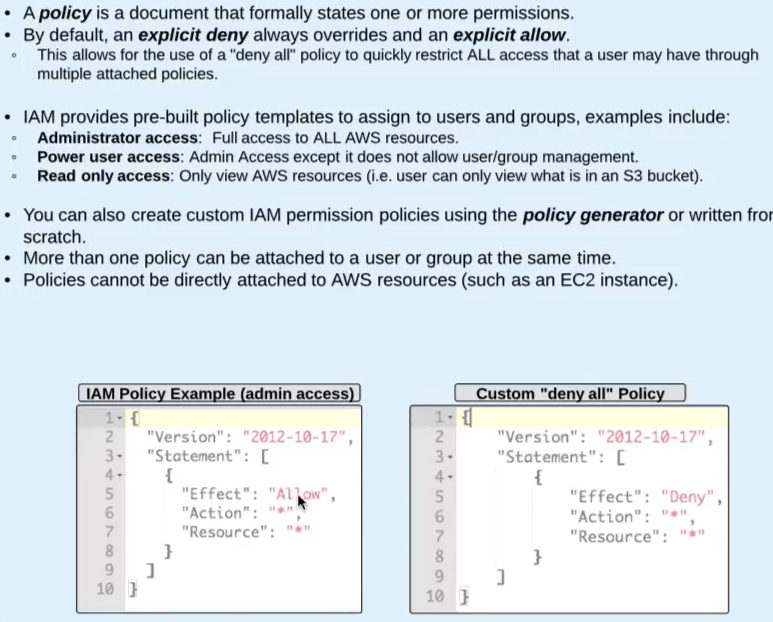 • A policy is a document that formally states one or more permissions.
• By default, an explicit deny always overrides and an explicit allow.
◦ This allows for the use of a "deny all" policy to quickly restrict ALL access that a user may have through
multiple attached policies.
• IAM provides pre-built policy templates to assign to users and groups, examples include:
◦ Administrator access: Full access to ALL AWS resources.
◦ Power user access: Admin Access except it does not allow user/group management.
◦ Read only access: Only view AWS resources (i.e. user can only view what is in an S3 bucket).
• You can also create custom IAM permission policies using the policy generator or written from
scratch.
• More than one policy can be attached to a user or group at the same time.
• Policies cannot be directly attached to AWS resources (such as an EC2 instance).
IAM Policy Example (admin access)
1 {
2 "Version": "2012-10-17",
3 "Statement": [
4 {
5 "Effect": "Allow",
6 "Action": "*",
7 "Resource": "*"
8 }
9 ]
10 }
Custom "deny all" Policy
1 {
2 "Version": "2012-10-17",
3 "Statement": [
4 {
5 "Effect": "Deny",
6 "Action": "*",
7 "Resource": "*"
8 }
9 ]
10 }